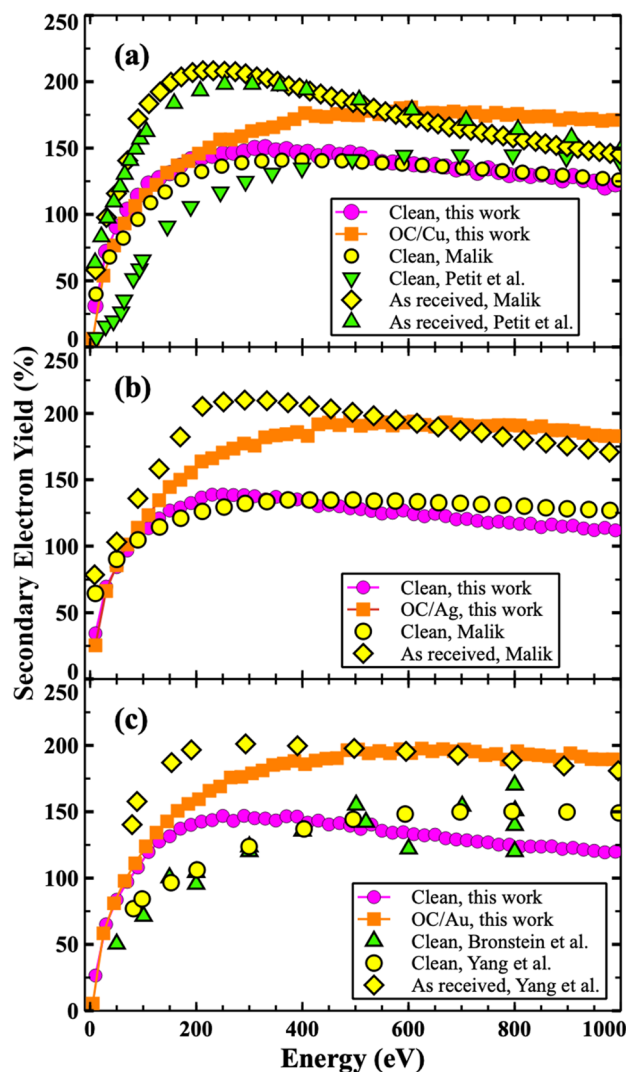 250
(a)
200
150
100
50
0
Clean, this work
OC/Cu, this work
Clean, Malik
Clean, Petit et al.
As received, Malik
As received, Petit et al.
250
(b)
200
150
100
50
0
Clean, this work
OC/Ag, this work
Clean, Malik
As received, Malik
Secondary Electron Yield (%)
250
(c)
200
150
100
50
0
Clean, this work
OC/Au, this work
Clean, Bronstein et al.
Clean, Yang et al.
As received, Yang et al.
0 200 400 600 800 1000
Energy (eV)